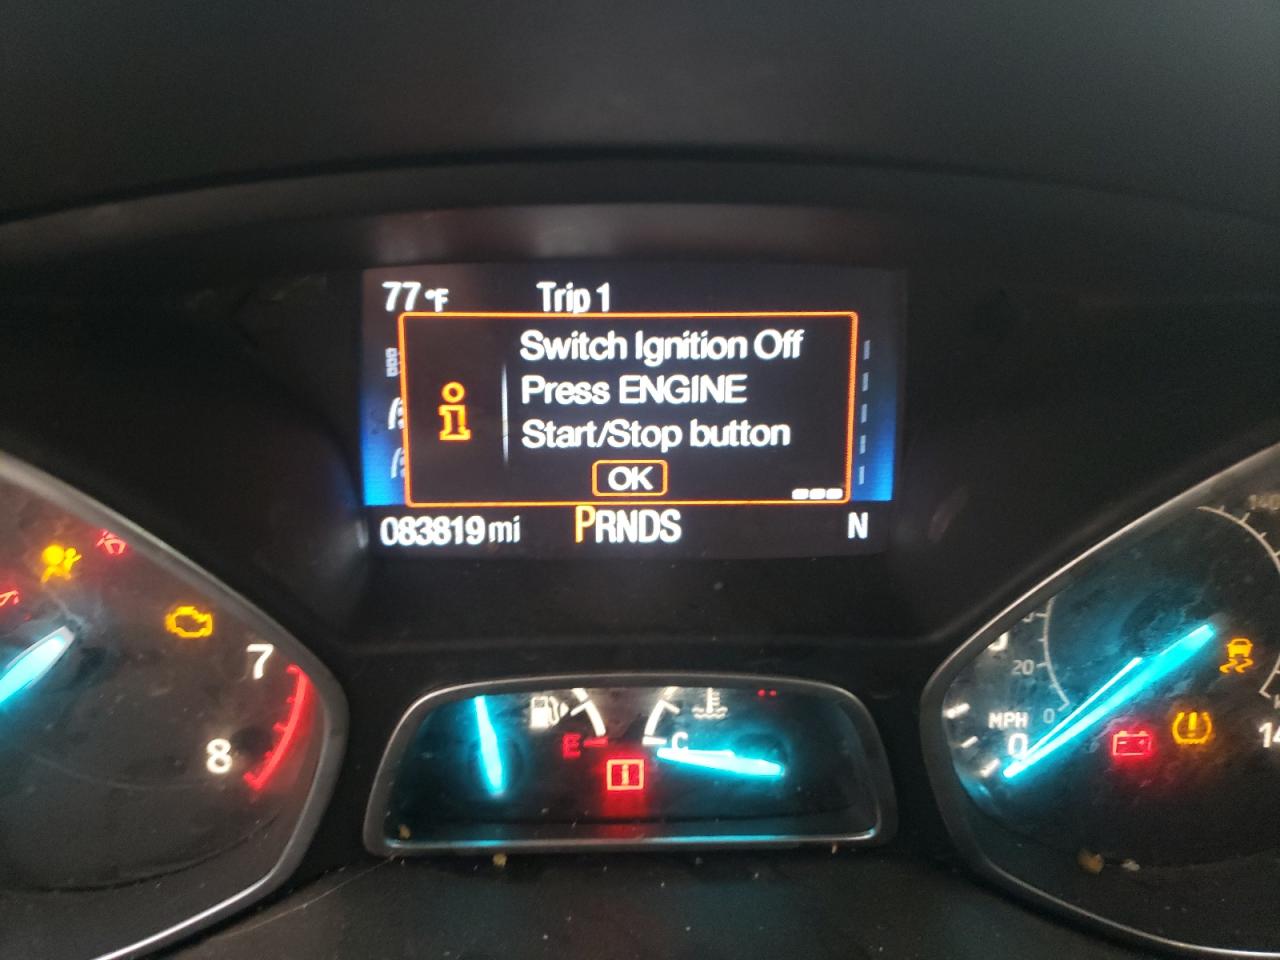 77°F Trip 1
Switch Ignition Off
Press ENGINE
Start/Stop button
OK
083819 mi PRNDS N
7
8
E
C
20
MPH 0
0